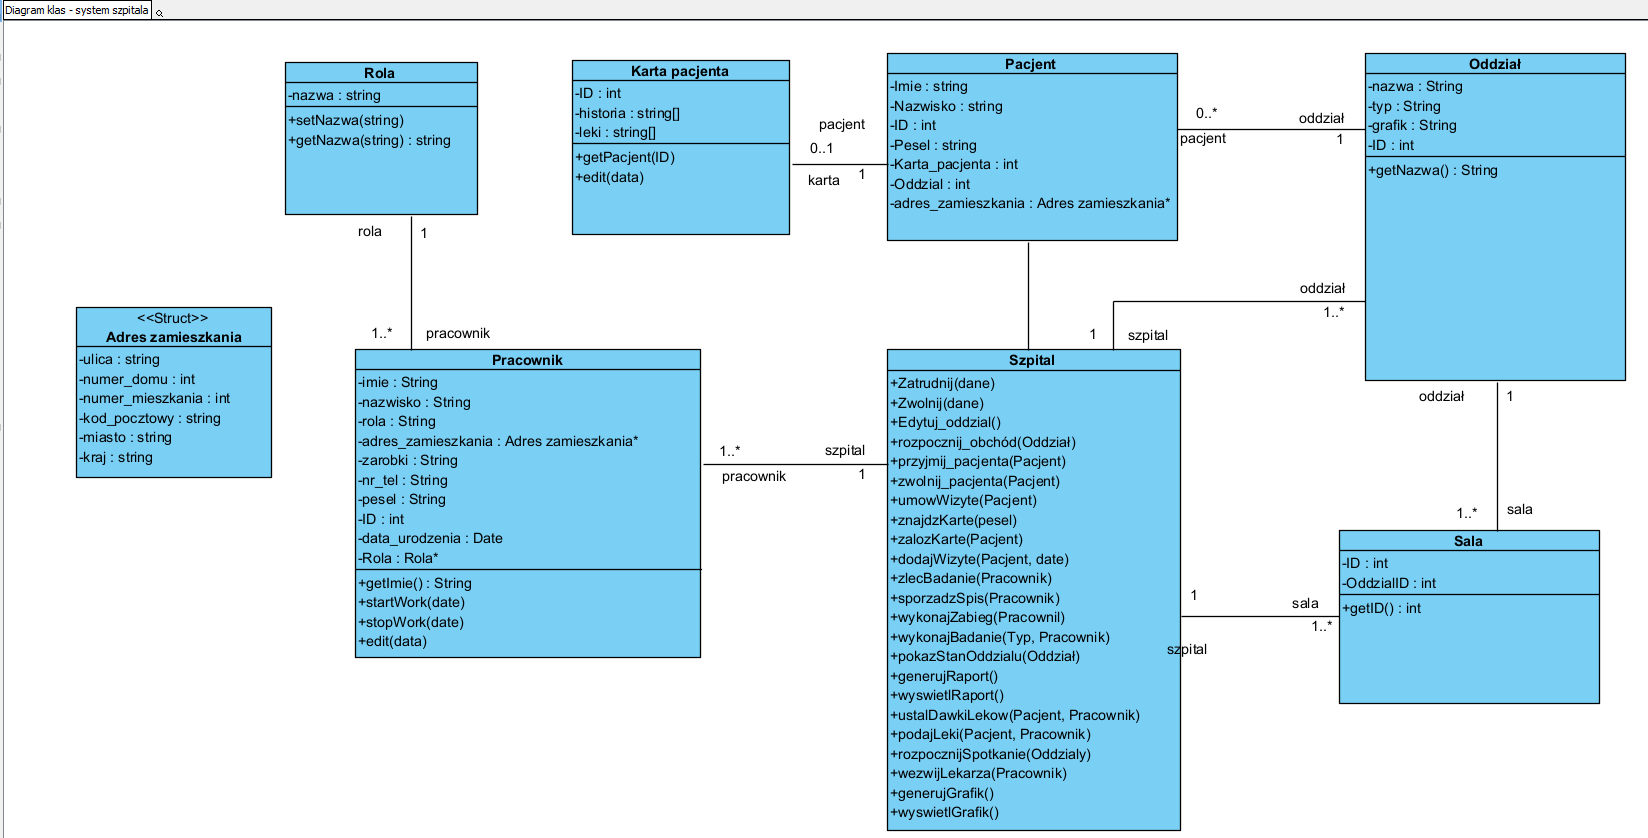 Diagram klas - system szpitala
Rola
-nazwa : string
+setNazwa(string)
+getNazwa(string) : string
Karta pacjenta
-ID : int
-historia : string[]
-leki : string[]
+getPacjent(ID)
+edit(data)
pacjent
0..1
karta
1
Pacjent
-Imie : string
-Nazwisko : string
-ID : int
-Pesel : string
-Karta_pacjenta : int
-Oddzial : int
-adres_zamieszkania : Adres zamieszkania*
0..*
pacjent
oddział
1
Oddział
-nazwa : String
-typ : String
-grafik : String
-ID : int
+getNazwa() : String
rola
1
1..*
pracownik
<<Struct>>
Adres zamieszkania
-ulica : string
-numer_domu : int
-numer_mieszkania : int
-kod_pocztowy : string
-miasto : string
-kraj : string
Pracownik
-imie : String
-nazwisko : String
-rola : String
-adres_zamieszkania : Adres zamieszkania*
-zarobki : String
-nr_tel : String
-pesel : String
-ID : int
-data_urodzenia : Date
-Rola : Rola*
+getImie() : String
+startWork(date)
+stopWork(date)
+edit(data)
1..*
pracownik
szpital
1
oddział
1..*
1
szpital
Szpital
+Zatrudnij(dane)
+Zwolnij(dane)
+Edytuj_oddzial()
+rozpocznij_obchód(Oddział)
+przyjmij_pacjenta(Pacjent)
+zwolnij_pacjenta(Pacjent)
+umowWizyte(Pacjent)
+znajdzKarte(pesel)
+zalozKarte(Pacjent)
+dodajWizyte(Pacjent, date)
+zlecBadanie(Pracownik)
+sporzadzSpis(Pracownik)
+wykonajZabieg(Pracownil)
+wykonajBadanie(Typ, Pracownik)
+pokazStanOddzialu(Oddział)
+generujRaport()
+wyswietlRaport()
+ustalDawkiLekow(Pacjent, Pracownik)
+podajLeki(Pacjent, Pracownik)
+rozpocznijSpotkanie(Oddzialy)
+wezwijLekarza(Pracownik)
+generujGrafik()
+wyswietlGrafik()
oddział
1
1..*
sala
Sala
-ID : int
-OddzialID : int
+getID() : int
1
szpital
sala
1..*